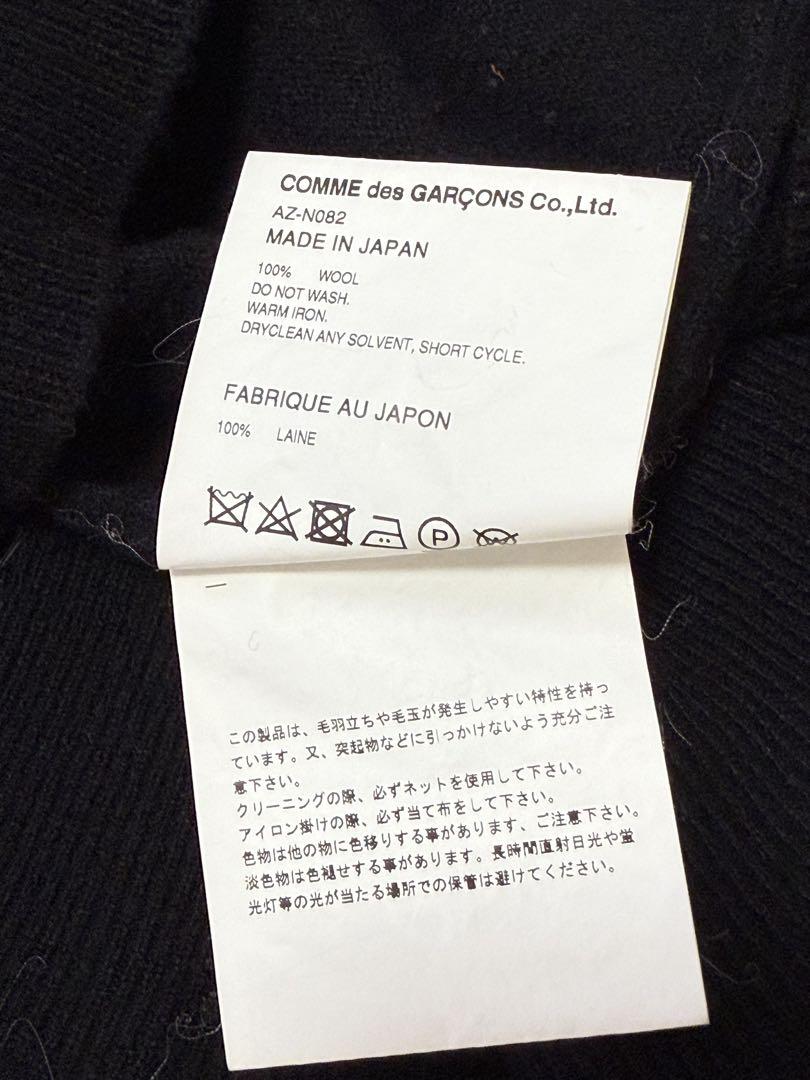 COMME des GARÇONS Co.,Ltd.
AZ-N082
MADE IN JAPAN
100% WOOL
DO NOT WASH.
WARM IRON.
DRYCLEAN ANY SOLVENT, SHORT CYCLE.
FABRIQUE AU JAPON
100% LAINE
P
W
この製品は、毛羽立ちや毛玉が発生しやすい特性を持っ
ています。又、突起物などに引っかけないよう充分ご注
意下さい。
クリーニングの際、必ずネットを使用して下さい。
アイロン掛けの際、必ず当て布をして下さい。
色物は他の物に色移りする事があります、ご注意下さい。
淡色物は色褪せする事があります。長時間直射日光や蛍
光灯等の光が当たる場所での保管は避けてください。